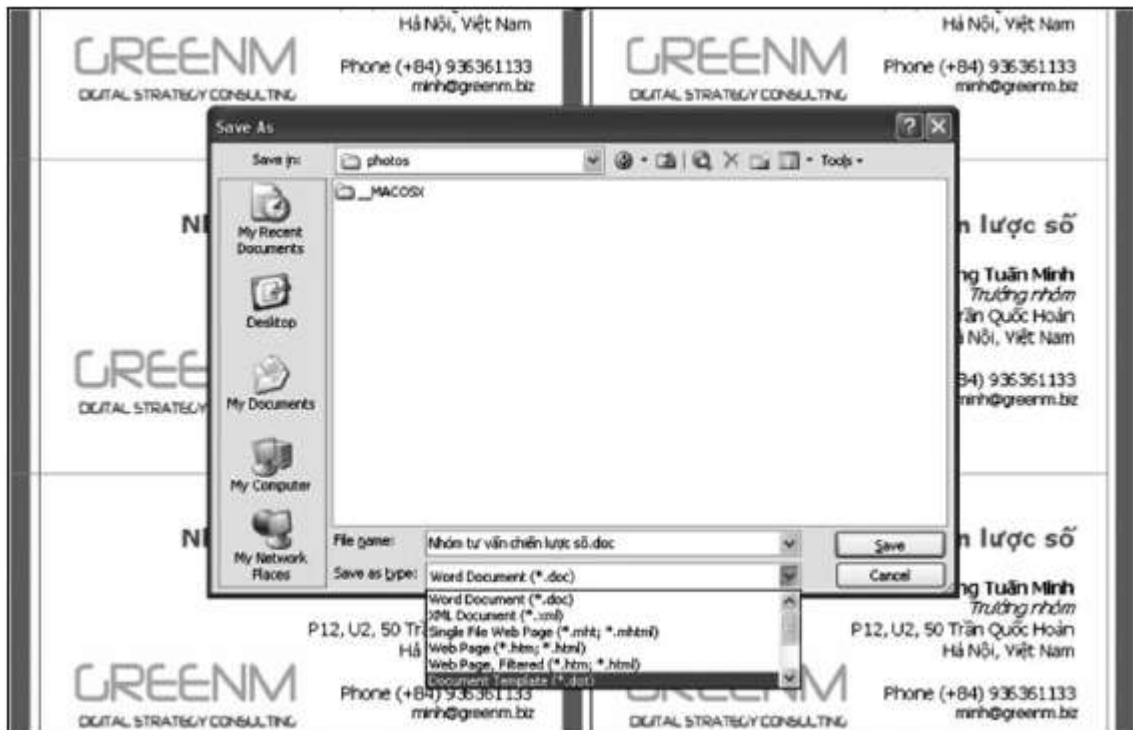 Hà Nội, Việt Nam
Hà Nội, Việt Nam
GREENM
Phone (+84) 936361133
GREENM
Phone (+84) 936361133
DIGITAL STRATEGY CONSULTING
minh@greenm.biz
DIGITAL STRATEGY CONSULTING
minh@greenm.biz
Save As
Save in:
photos
Tools
__MACOSX
My Recent Documents
Desktop
My Documents
My Computer
My Network Places
File name:
Nhóm tư vấn chiến lược số.doc
Save
Save as type:
Word Document (*.doc)
Cancel
Word Document (*.doc)
XML Document (*.xml)
Single File Web Page (*.mht; *.mhtml)
Web Page (*.htm; *.html)
Web Page, Filtered (*.htm; *.html)
Document Template (*.dot)
lược số
Tuấn Minh
Trưởng nhóm
Trần Quốc Hoàn
Nội, Việt Nam
GREE
84) 936361133
DIGITAL STRATEGY
minh@greenm.biz
lược số
Tuấn Minh
Trưởng nhóm
P12, U2, 50 Tr
P12, U2, 50 Trần Quốc Hoàn
Hà
Hà Nội, Việt Nam
GREENM
Phone (+84) 936361133
Phone (+84) 936361133
DIGITAL STRATEGY CONSULTING
minh@greenm.biz
DIGITAL STRATEGY CONSULTING
minh@greenm.biz